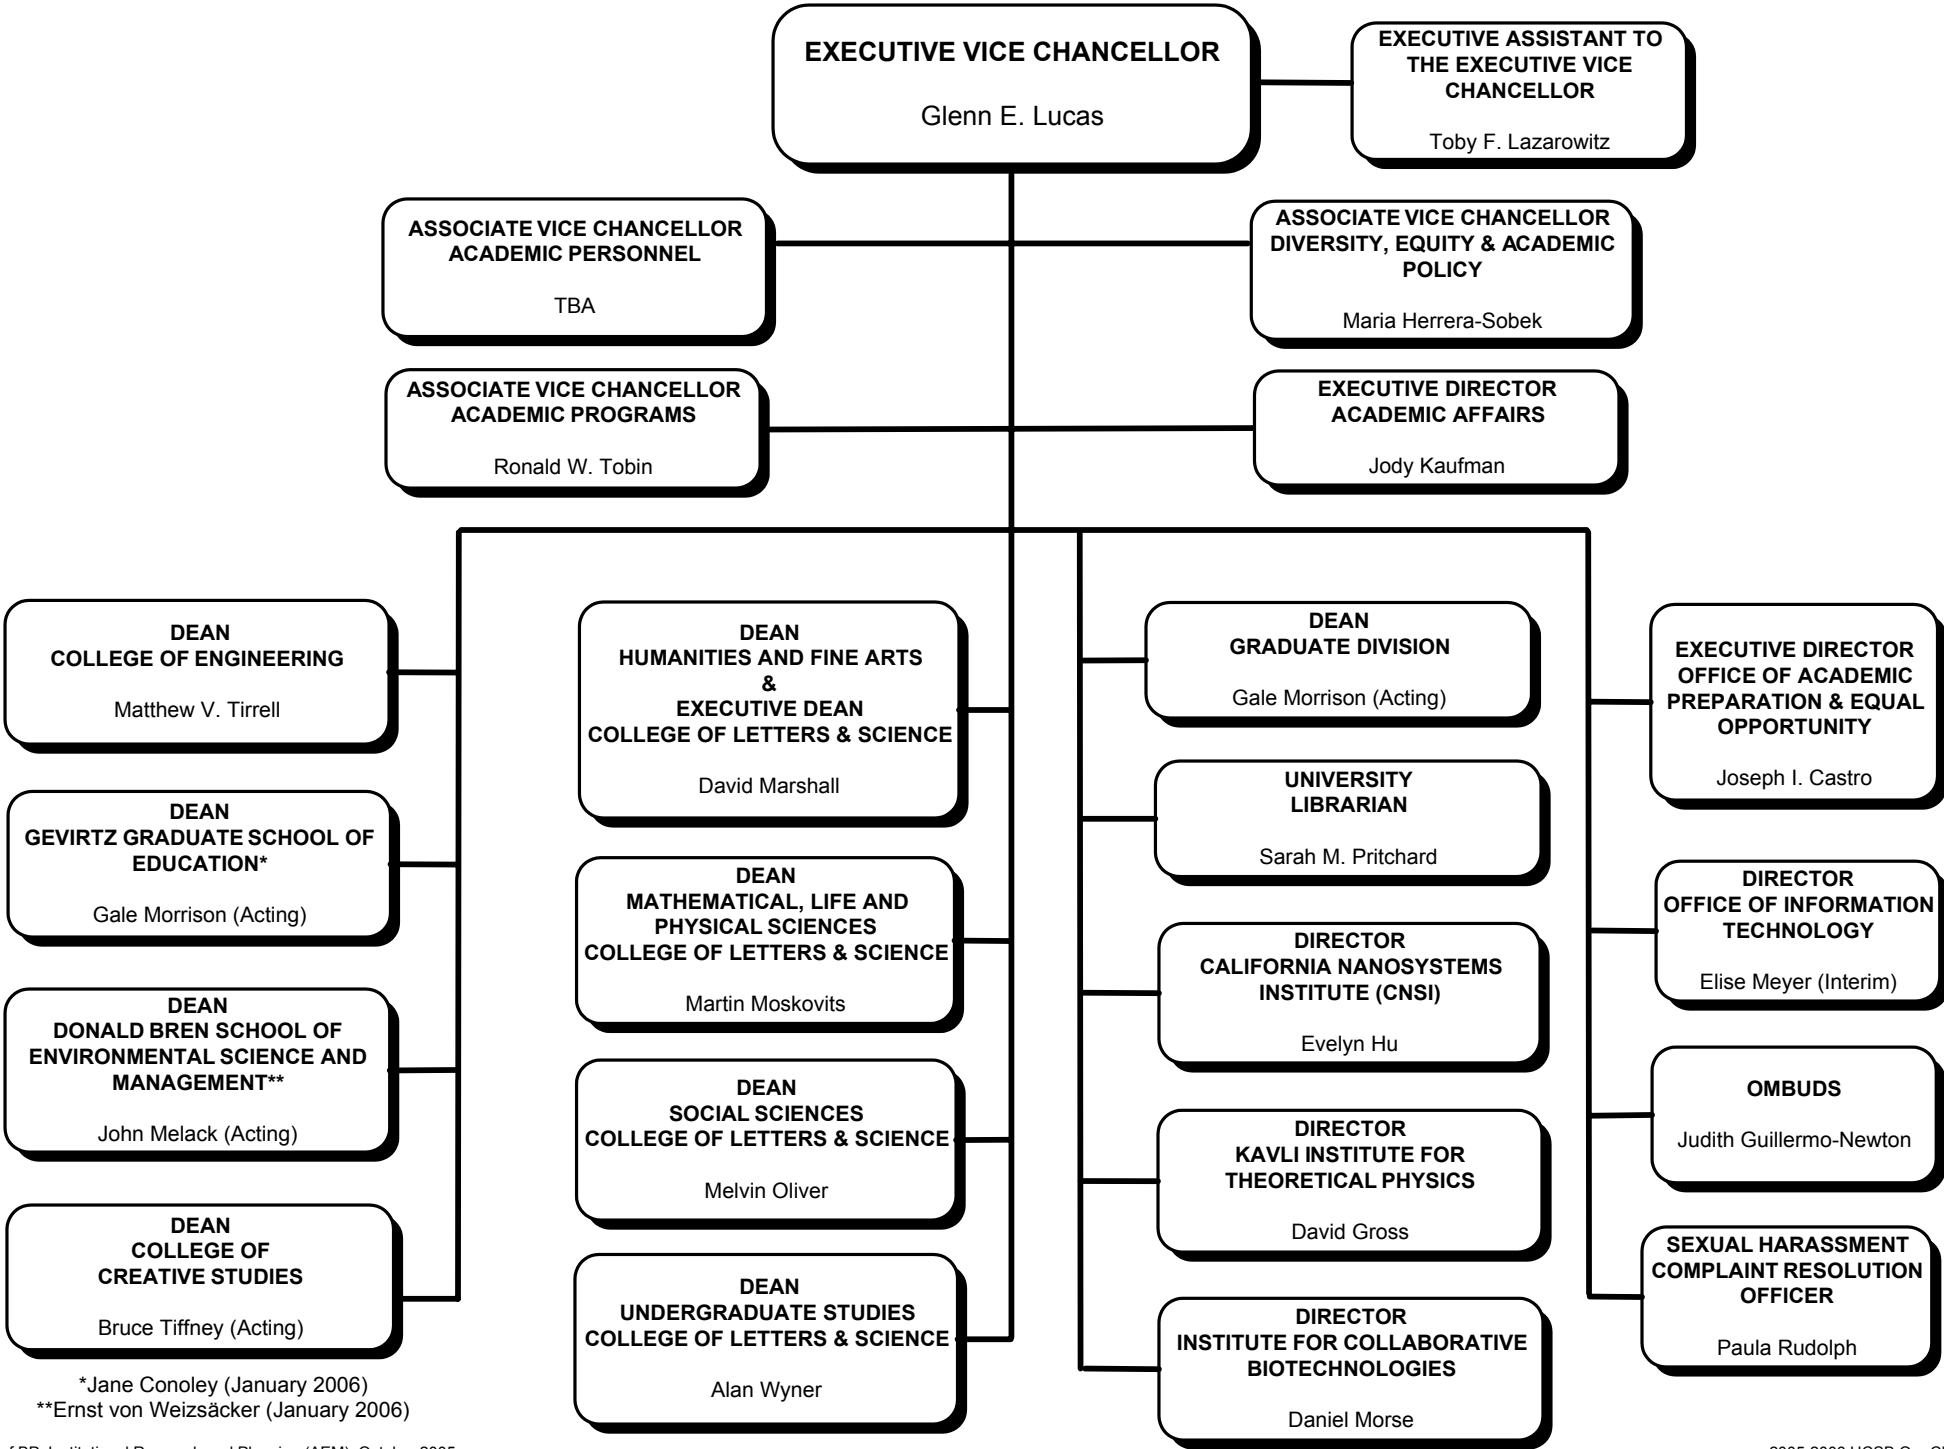 EXECUTIVE VICE CHANCELLOR
Glenn E. Lucas
EXECUTIVE ASSISTANT TO
THE EXECUTIVE VICE
CHANCELLOR
Toby F. Lazarowitz
ASSOCIATE VICE CHANCELLOR
ACADEMIC PERSONNEL
TBA
ASSOCIATE VICE CHANCELLOR
DIVERSITY, EQUITY & ACADEMIC
POLICY
Maria Herrera-Sobek
ASSOCIATE VICE CHANCELLOR
ACADEMIC PROGRAMS
Ronald W. Tobin
EXECUTIVE DIRECTOR
ACADEMIC AFFAIRS
Jody Kaufman
DEAN
COLLEGE OF ENGINEERING
Matthew V. Tirrell
DEAN
GEVIRTZ GRADUATE SCHOOL OF
EDUCATION*
Gale Morrison (Acting)
DEAN
DONALD BREN SCHOOL OF
ENVIRONMENTAL SCIENCE AND
MANAGEMENT**
John Melack (Acting)
DEAN
COLLEGE OF
CREATIVE STUDIES
Bruce Tiffney (Acting)
*Jane Conoley (January 2006)
**Ernst von Weizsäcker (January 2006)
DEAN
HUMANITIES AND FINE ARTS
&
EXECUTIVE DEAN
COLLEGE OF LETTERS & SCIENCE
David Marshall
DEAN
MATHEMATICAL, LIFE AND
PHYSICAL SCIENCES
COLLEGE OF LETTERS & SCIENCE
Martin Moskovits
DEAN
SOCIAL SCIENCES
COLLEGE OF LETTERS & SCIENCE
Melvin Oliver
DEAN
UNDERGRADUATE STUDIES
COLLEGE OF LETTERS & SCIENCE
Alan Wyner
DEAN
GRADUATE DIVISION
Gale Morrison (Acting)
UNIVERSITY
LIBRARIAN
Sarah M. Pritchard
DIRECTOR
CALIFORNIA NANOSYSTEMS
INSTITUTE (CNSI)
Evelyn Hu
DIRECTOR
KAVLI INSTITUTE FOR
THEORETICAL PHYSICS
David Gross
DIRECTOR
INSTITUTE FOR COLLABORATIVE
BIOTECHNOLOGIES
Daniel Morse
EXECUTIVE DIRECTOR
OFFICE OF ACADEMIC
PREPARATION & EQUAL
OPPORTUNITY
Joseph I. Castro
DIRECTOR
OFFICE OF INFORMATION
TECHNOLOGY
Elise Meyer (Interim)
OMBUDS
Judith Guillermo-Newton
SEXUAL HARASSMENT
COMPLAINT RESOLUTION
OFFICER
Paula Rudolph